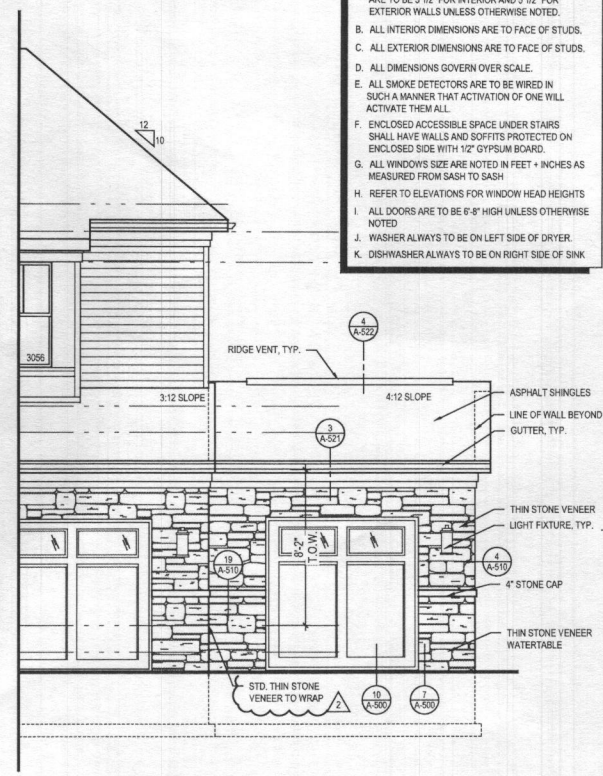 ARE TO BE 3 1/2" FOR INTERIOR AND 5 1/2" FOR
EXTERIOR WALLS UNLESS OTHERWISE NOTED.
B. ALL INTERIOR DIMENSIONS ARE TO FACE OF STUDS.
C. ALL EXTERIOR DIMENSIONS ARE TO FACE OF STUDS.
D. ALL DIMENSIONS GOVERN OVER SCALE.
E. ALL SMOKE DETECTORS ARE TO BE WIRED IN
SUCH A MANNER THAT ACTIVATION OF ONE WILL
ACTIVATE THEM ALL.
F. ENCLOSED ACCESSIBLE SPACE UNDER STAIRS
SHALL HAVE WALLS AND SOFFITS PROTECTED ON
ENCLOSED SIDE WITH 1/2" GYPSUM BOARD.
G. ALL WINDOWS SIZE ARE NOTED IN FEET + INCHES AS
MEASURED FROM SASH TO SASH
H. REFER TO ELEVATIONS FOR WINDOW HEAD HEIGHTS
I. ALL DOORS ARE TO BE 6'-8" HIGH UNLESS OTHERWISE
NOTED
J. WASHER ALWAYS TO BE ON LEFT SIDE OF DRYER.
K. DISHWASHER ALWAYS TO BE ON RIGHT SIDE OF SINK
12
10
3056
4
A-522
RIDGE VENT, TYP.
3:12 SLOPE
4:12 SLOPE
ASPHALT SHINGLES
LINE OF WALL BEYOND
GUTTER, TYP.
3
A-521
THIN STONE VENEER
LIGHT FIXTURE, TYP.
8'-2"
T.O.W.
19
A-510
4
A-510
4" STONE CAP
THIN STONE VENEER
WATERTABLE
STD. THIN STONE
VENEER TO WRAP
2
10
A-500
7
A-500